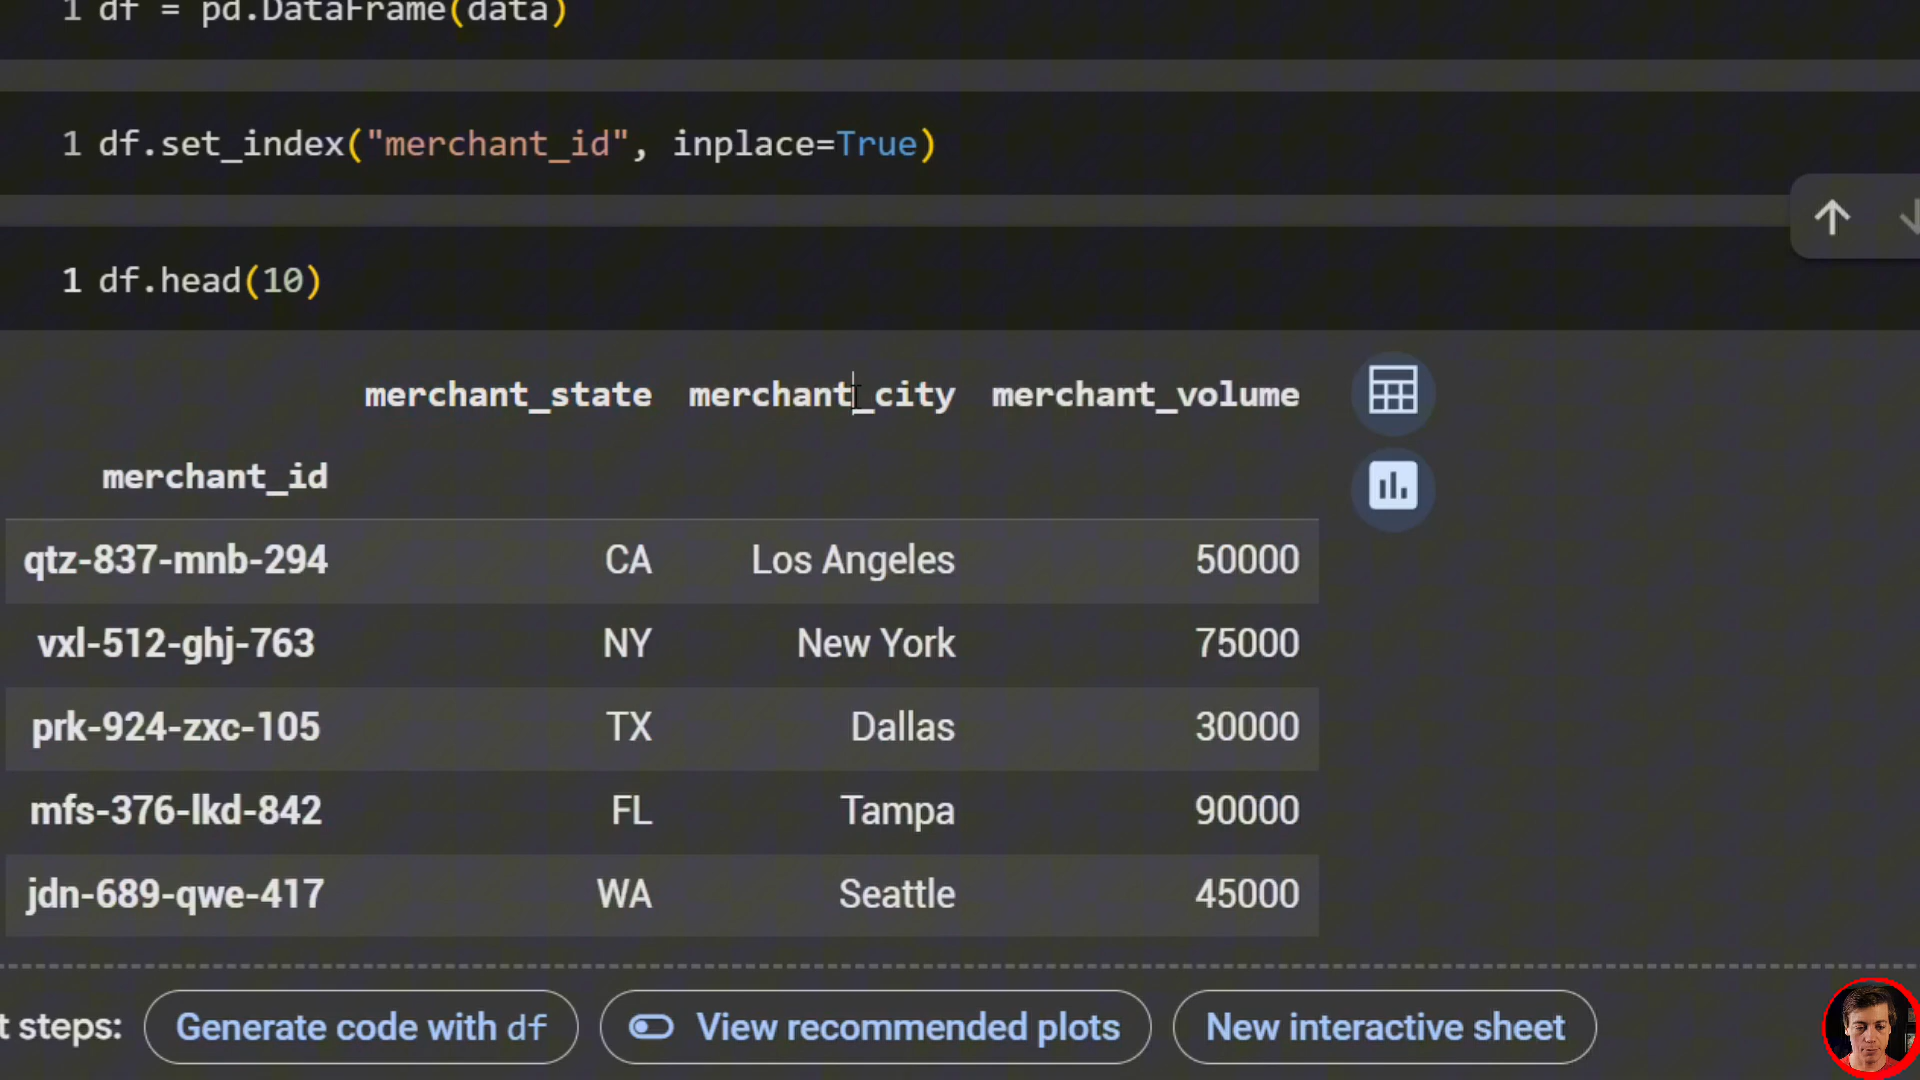 1 df = pd.DataFrame(data)
1 df.set_index("merchant_id", inplace=True)
1 df.head(10)
merchant_state merchant_city merchant_volume
merchant_id
qtz-837-mnb-294 CA Los Angeles 50000
vxl-512-ghj-763 NY New York 75000
prk-924-zxc-105 TX Dallas 30000
mfs-376-lkd-842 FL Tampa 90000
jdn-689-qwe-417 WA Seattle 45000
t steps: Generate code with df View recommended plots New interactive sheet